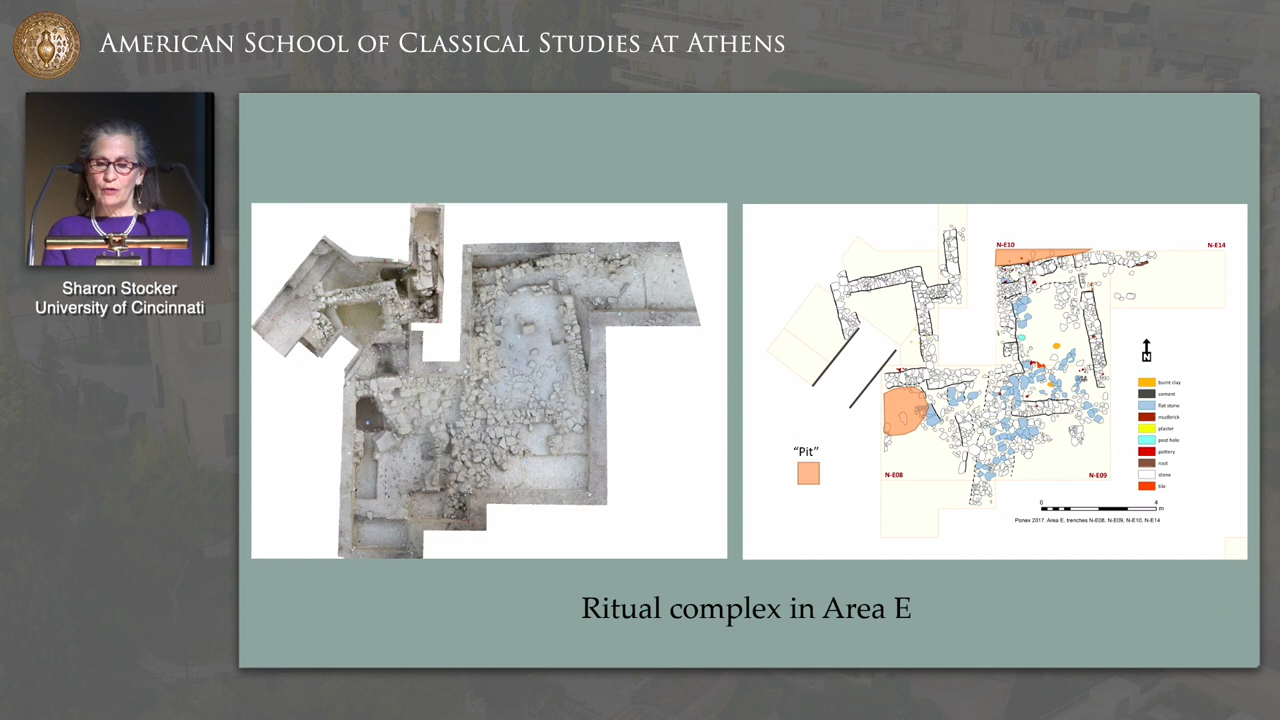 AMERICAN SCHOOL OF CLASSICAL STUDIES AT ATHENS
Sharon Stocker
University of Cincinnati
N-E10
N-E14
N
burnt clay
cement
flat stone
mudbrick
plaster
post hole
pottery
root
stone
tile
"Pit"
N-E08
N-E09
0
4
m
Ponex 2017. Area E, trenches N-E08, N-E09, N-E10, N-E14
Ritual complex in Area E